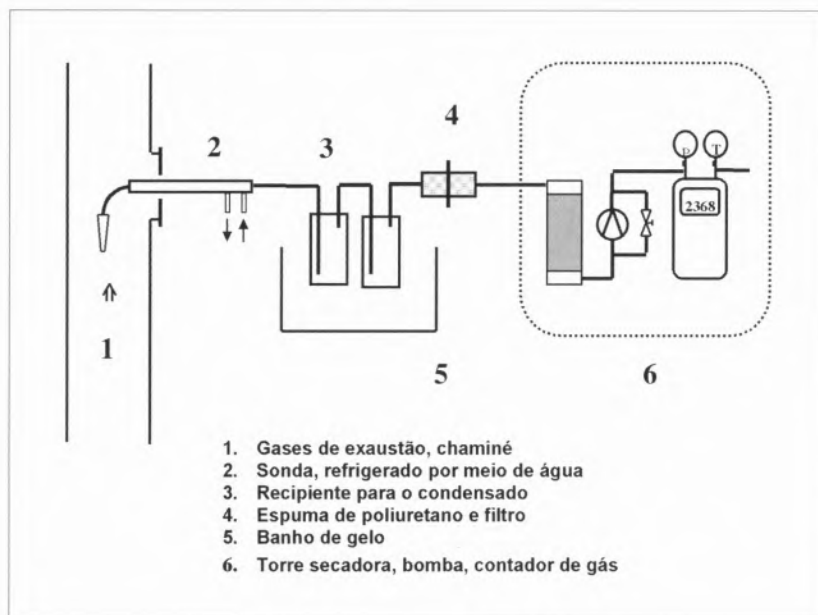 4
2
3
P
T
2368
1
5
6
1. Gases de exaustão, chaminé
2. Sonda, refrigerado por meio de água
3. Recipiente para o condensado
4. Espuma de poliuretano e filtro
5. Banho de gelo
6. Torre secadora, bomba, contador de gás